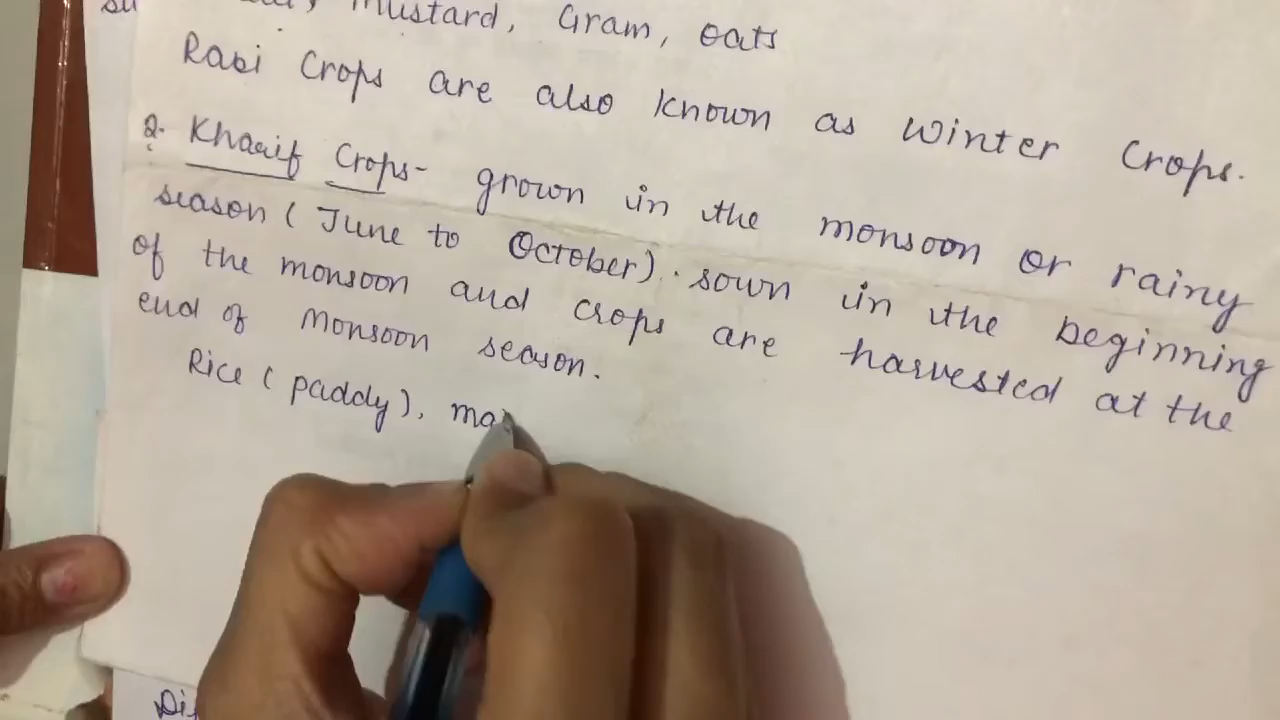 Mustard, Gram, oats
Rabi Crops are also known as winter Crops.
2. Kharif Crops- grown in the monsoon or rainy
season (June to October). sown in the beginning
of the monsoon and crops are harvested at the
end of monsoon season.
Rice (paddy), ma